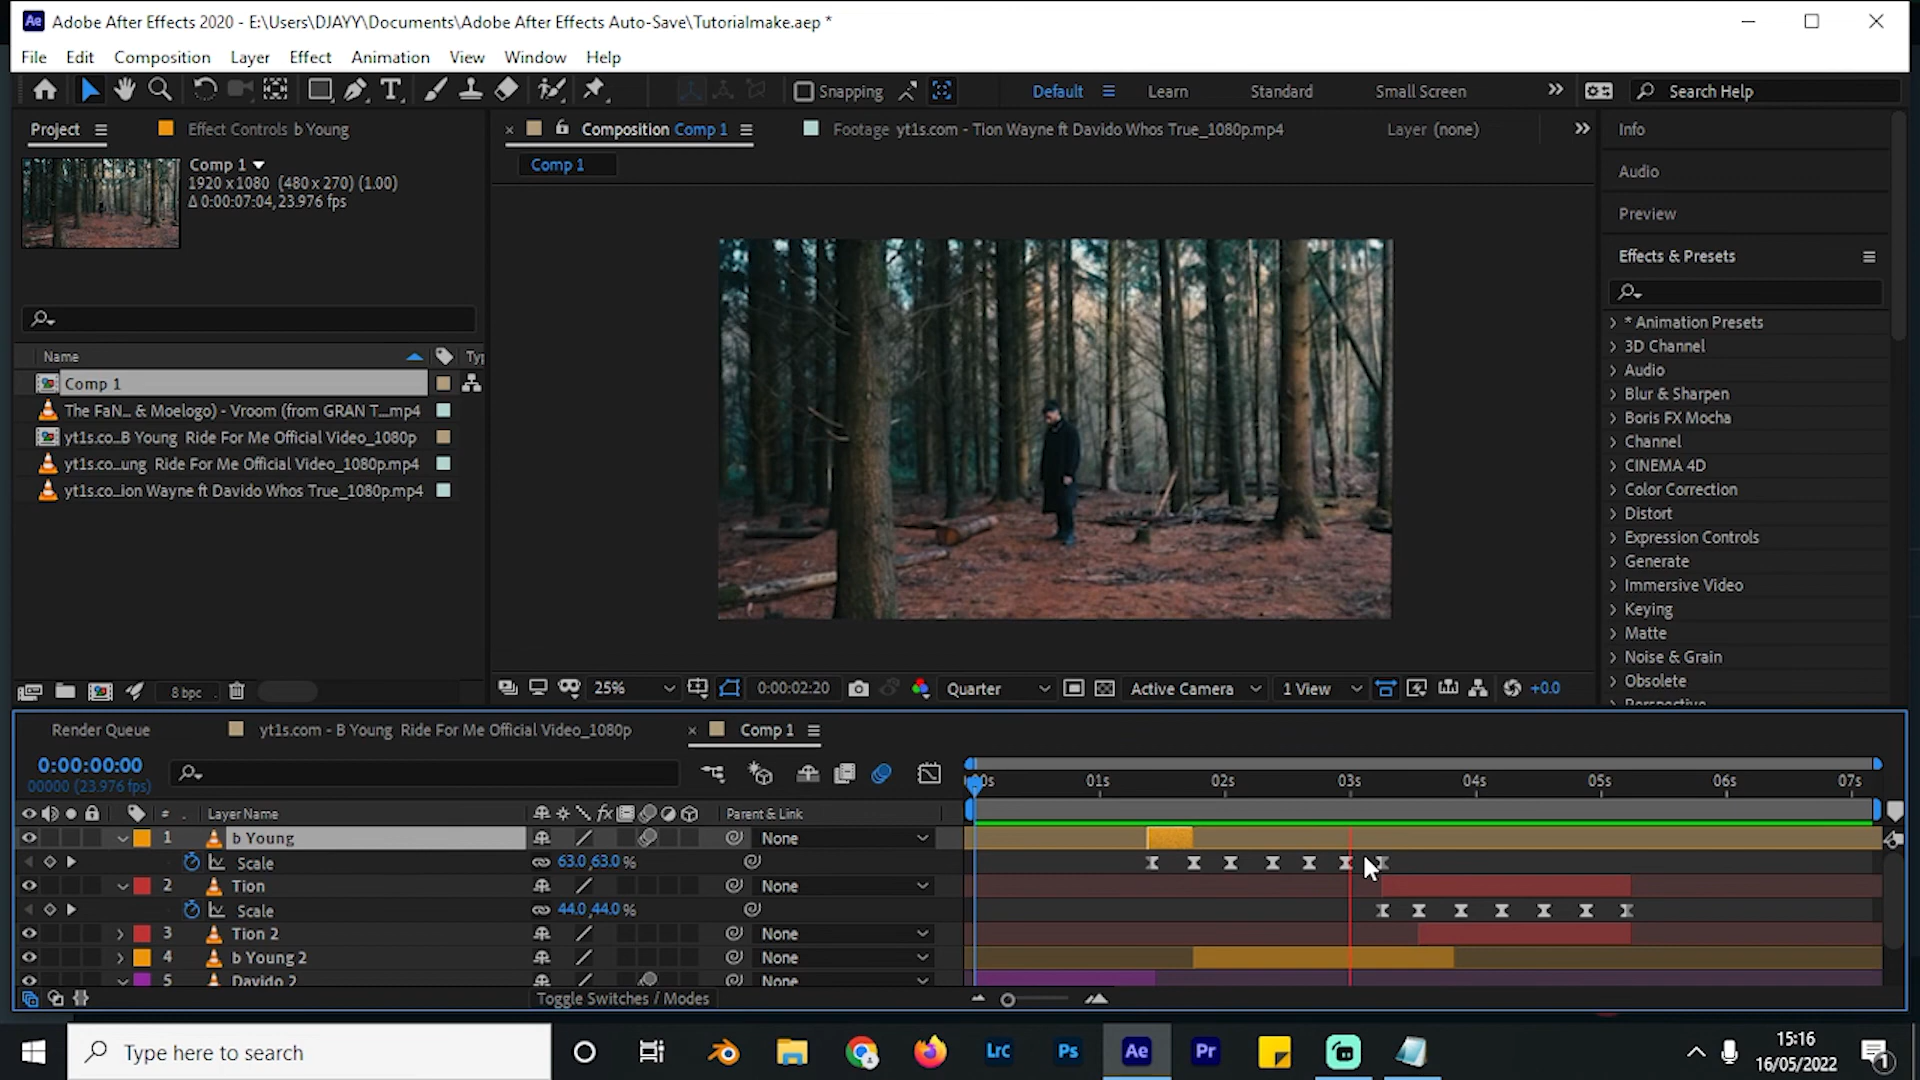 Ae Adobe After Effects 2020 - E:\Users\DJAYY\Documents\Adobe After Effects Auto-Save\Tutorialmake.aep *
File Edit Composition Layer Effect Animation View Window Help
Snapping Default Learn Standard Small Screen Search Help
Project Effect Controls b Young
Composition Comp 1 Footage yt1s.com - Tion Wayne ft Davido Whos True_1080p.mp4 Layer (none)
Comp 1
1920 x 1080 (480 x 270) (1.00)
Δ 0:00:07:04, 23.976 fps
Comp 1
Info
Audio
Preview
Effects & Presets
* Animation Presets
3D Channel
Audio
Blur & Sharpen
Boris FX Mocha
Channel
CINEMA 4D
Color Correction
Distort
Expression Controls
Generate
Immersive Video
Keying
Matte
Noise & Grain
Obsolete
Perspective
Name Typ
Comp 1
The FaN... & Moelogo) - Vroom (from GRAN T....mp4
yt1s.co...B Young Ride For Me Official Video_1080p
yt1s.co...ung Ride For Me Official Video_1080p.mp4
yt1s.co...ion Wayne ft Davido Whos True_1080p.mp4
8 bpc
25% 0:00:02:20 Quarter Active Camera 1 View +0.0
Render Queue yt1s.com - B Young Ride For Me Official Video_1080p Comp 1
0:00:00:00
00000 (23.976 fps)
00s 01s 02s 03s 04s 05s 06s 07s
# . Layer Name fx Parent & Link
1 b Young None
Scale 63.0,63.0 %
2 Tion None
Scale 44.0,44.0 %
3 Tion 2 None
4 b Young 2 None
5 Davido 2 None
Toggle Switches / Modes
Type here to search Lrc Ps Ae Pr
15:16
16/05/2022
1